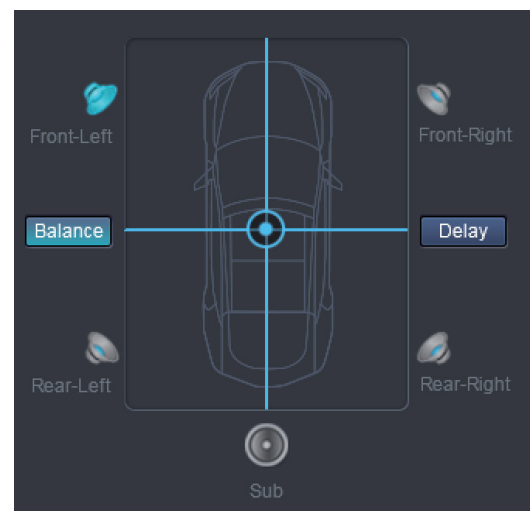 Front-Left
Front-Right
Balance
Delay
Rear-Left
Rear-Right
Sub